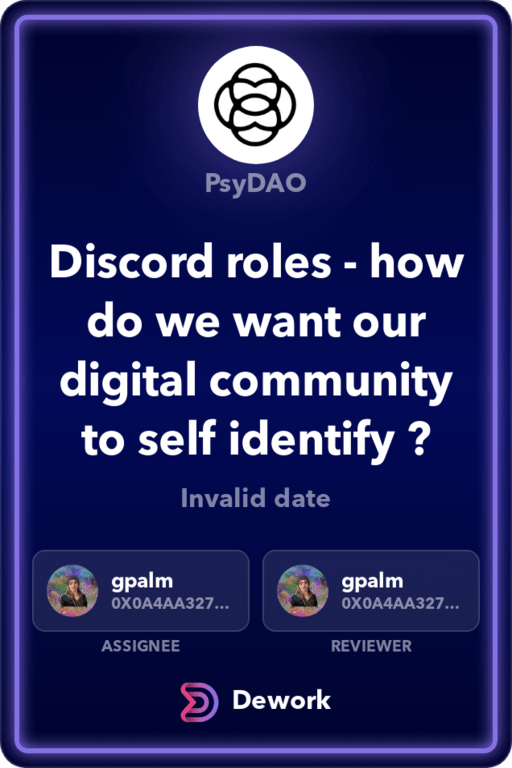 PsyDAO
Discord roles - how
do we want our
digital community
to self identify ?
Invalid date
gpalm
0X0A4AA327...
gpalm
0X0A4AA327...
ASSIGNEE
REVIEWER
Dework